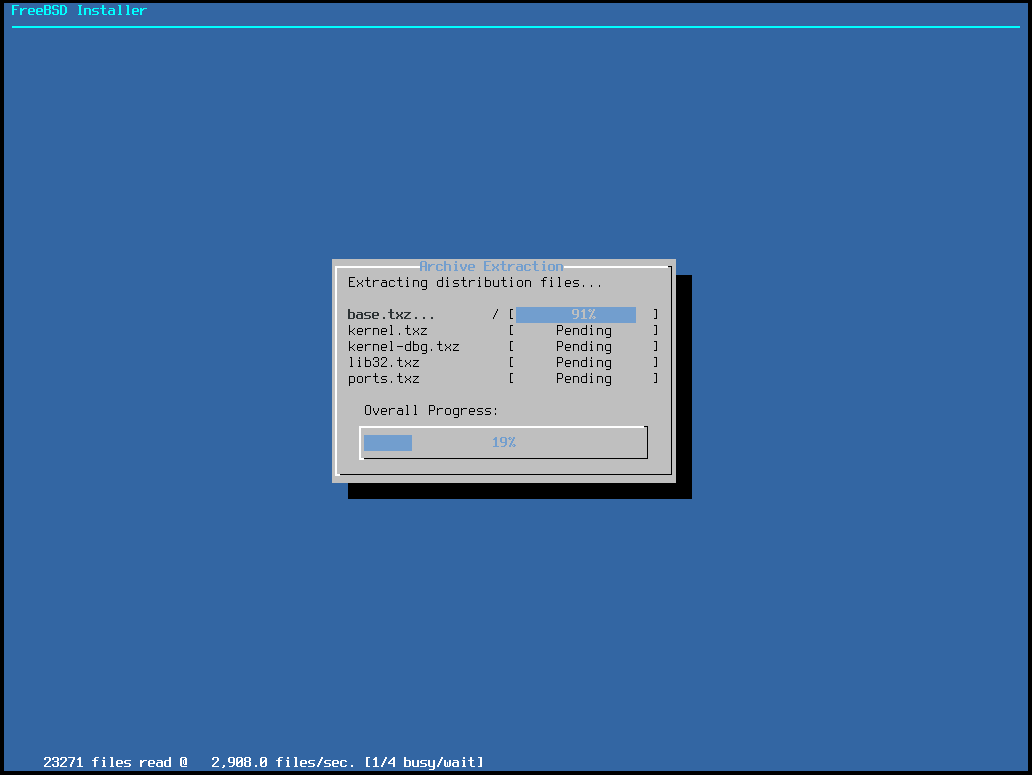 FreeBSD Installer
Archive Extraction
Extracting distribution files...
base.txz... / [ 91% ]
kernel.txz [ Pending ]
kernel-dbg.txz [ Pending ]
lib32.txz [ Pending ]
ports.txz [ Pending ]
Overall Progress:
19%
23271 files read @ 2,908.0 files/sec. [1/4 busy/wait]